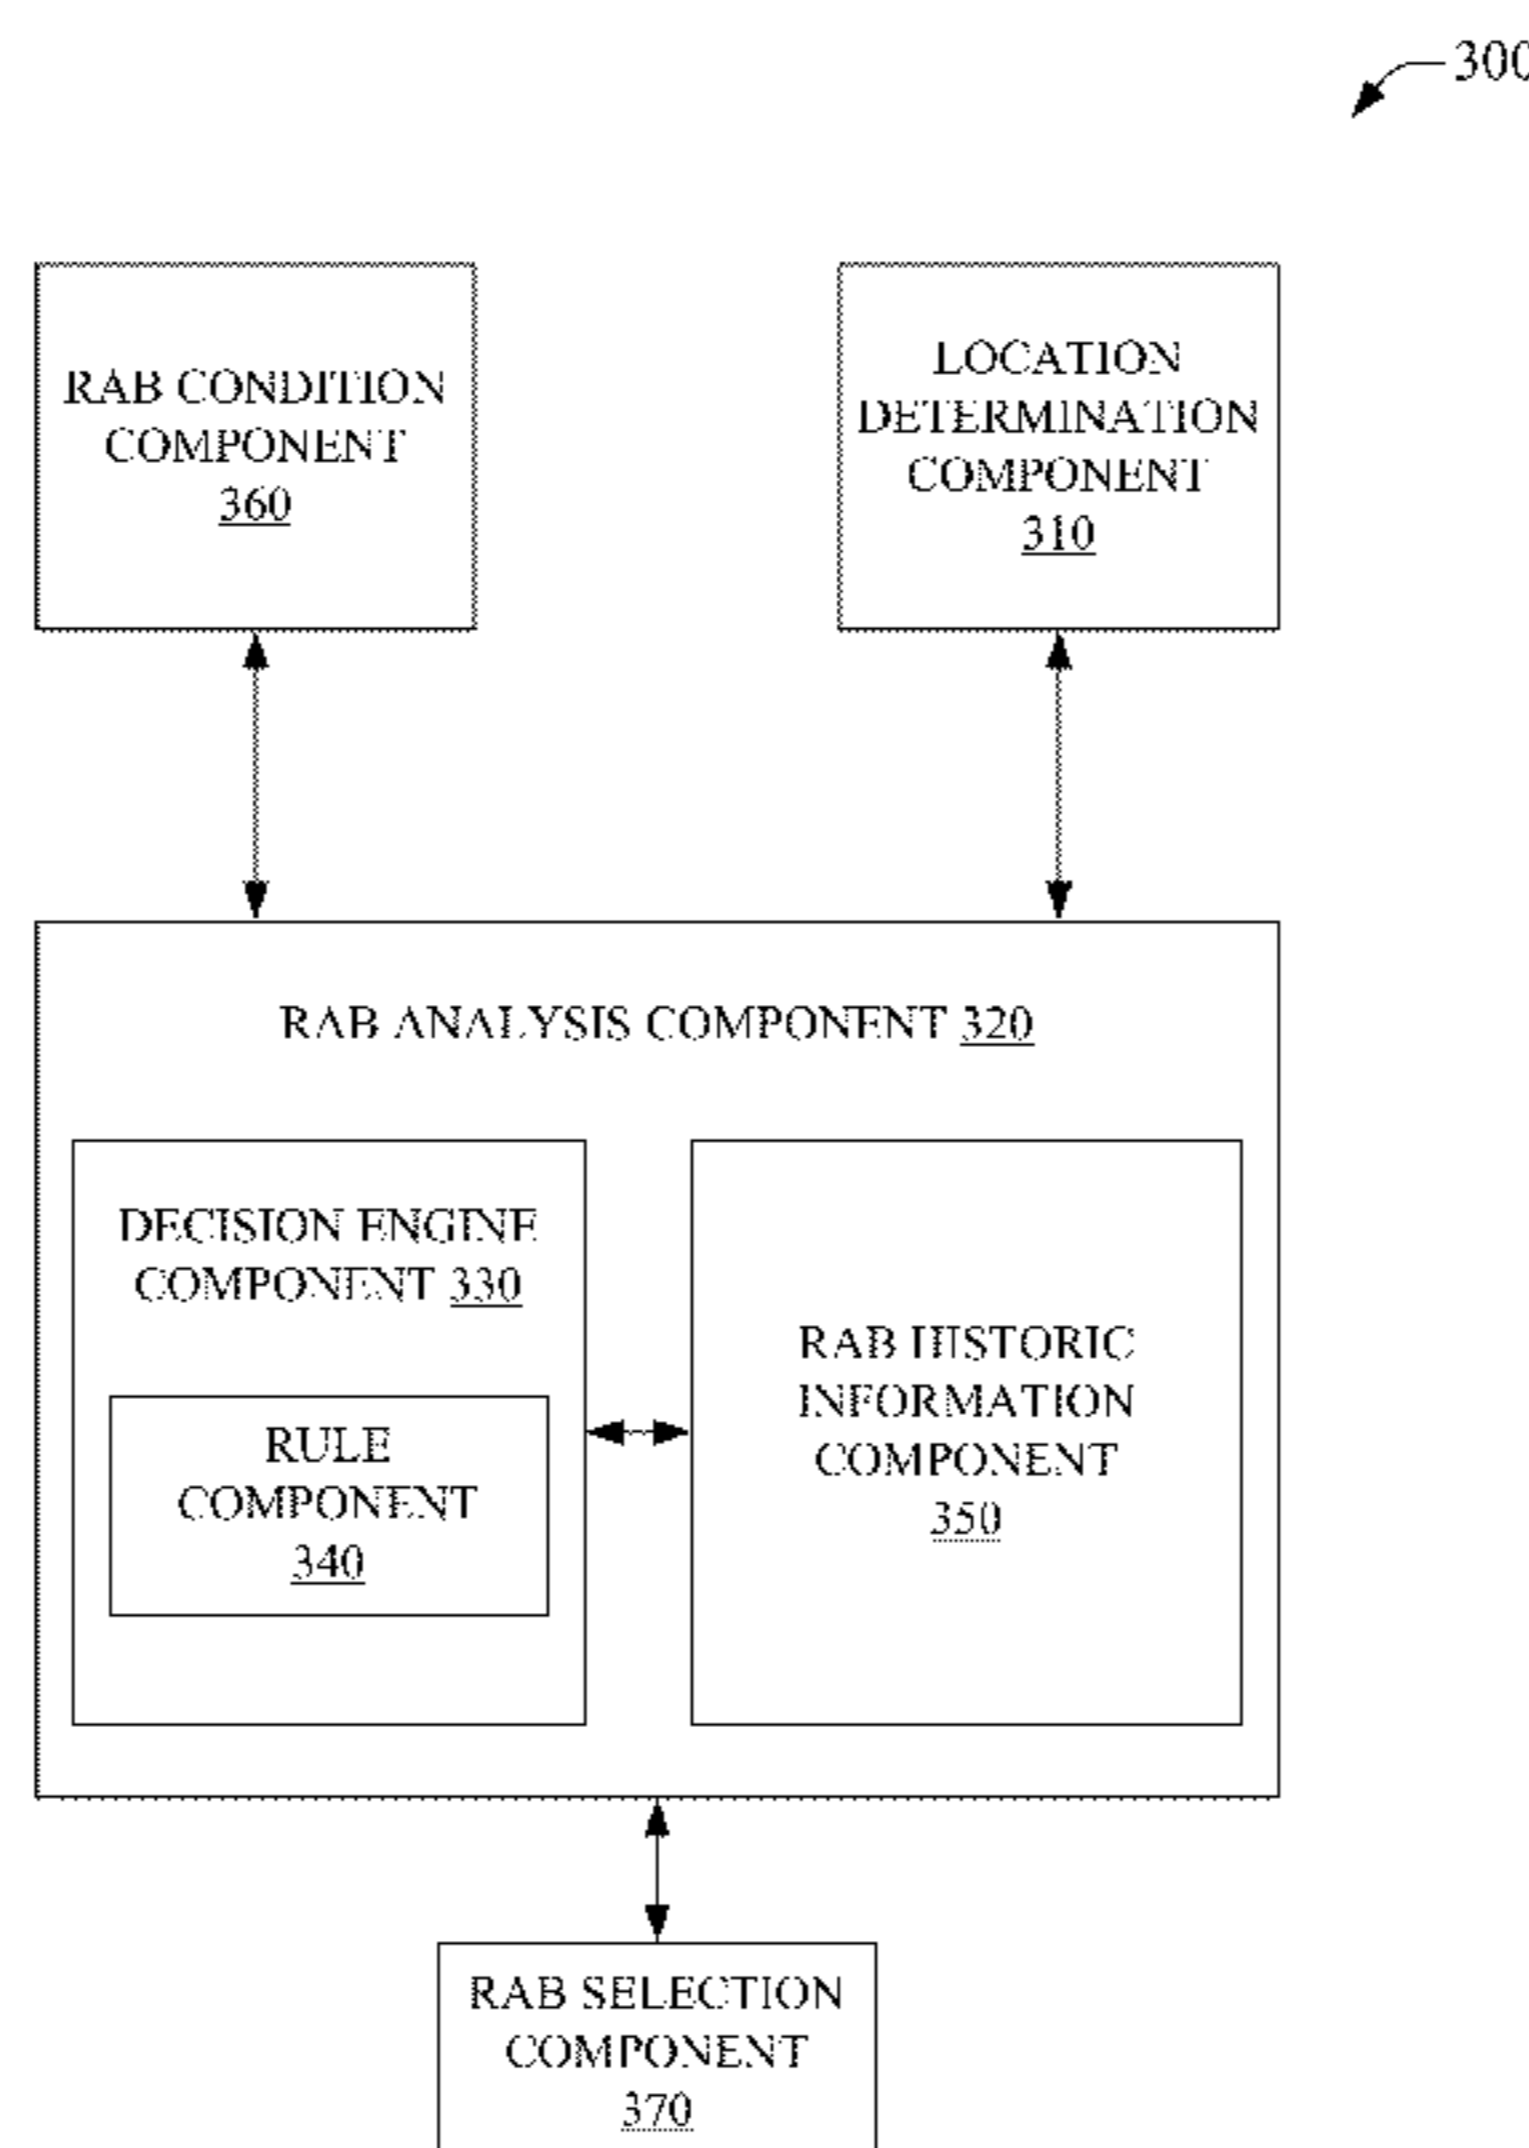 300
RAB CONDITION
COMPONENT
360
LOCATION
DETERMINATION
COMPONENT
310
RAB ANALYSIS COMPONENT 320
DECISION ENGINE
COMPONENT 330
RULE
COMPONENT
340
RAB HISTORIC
INFORMATION
COMPONENT
350
RAB SELECTION
COMPONENT
370